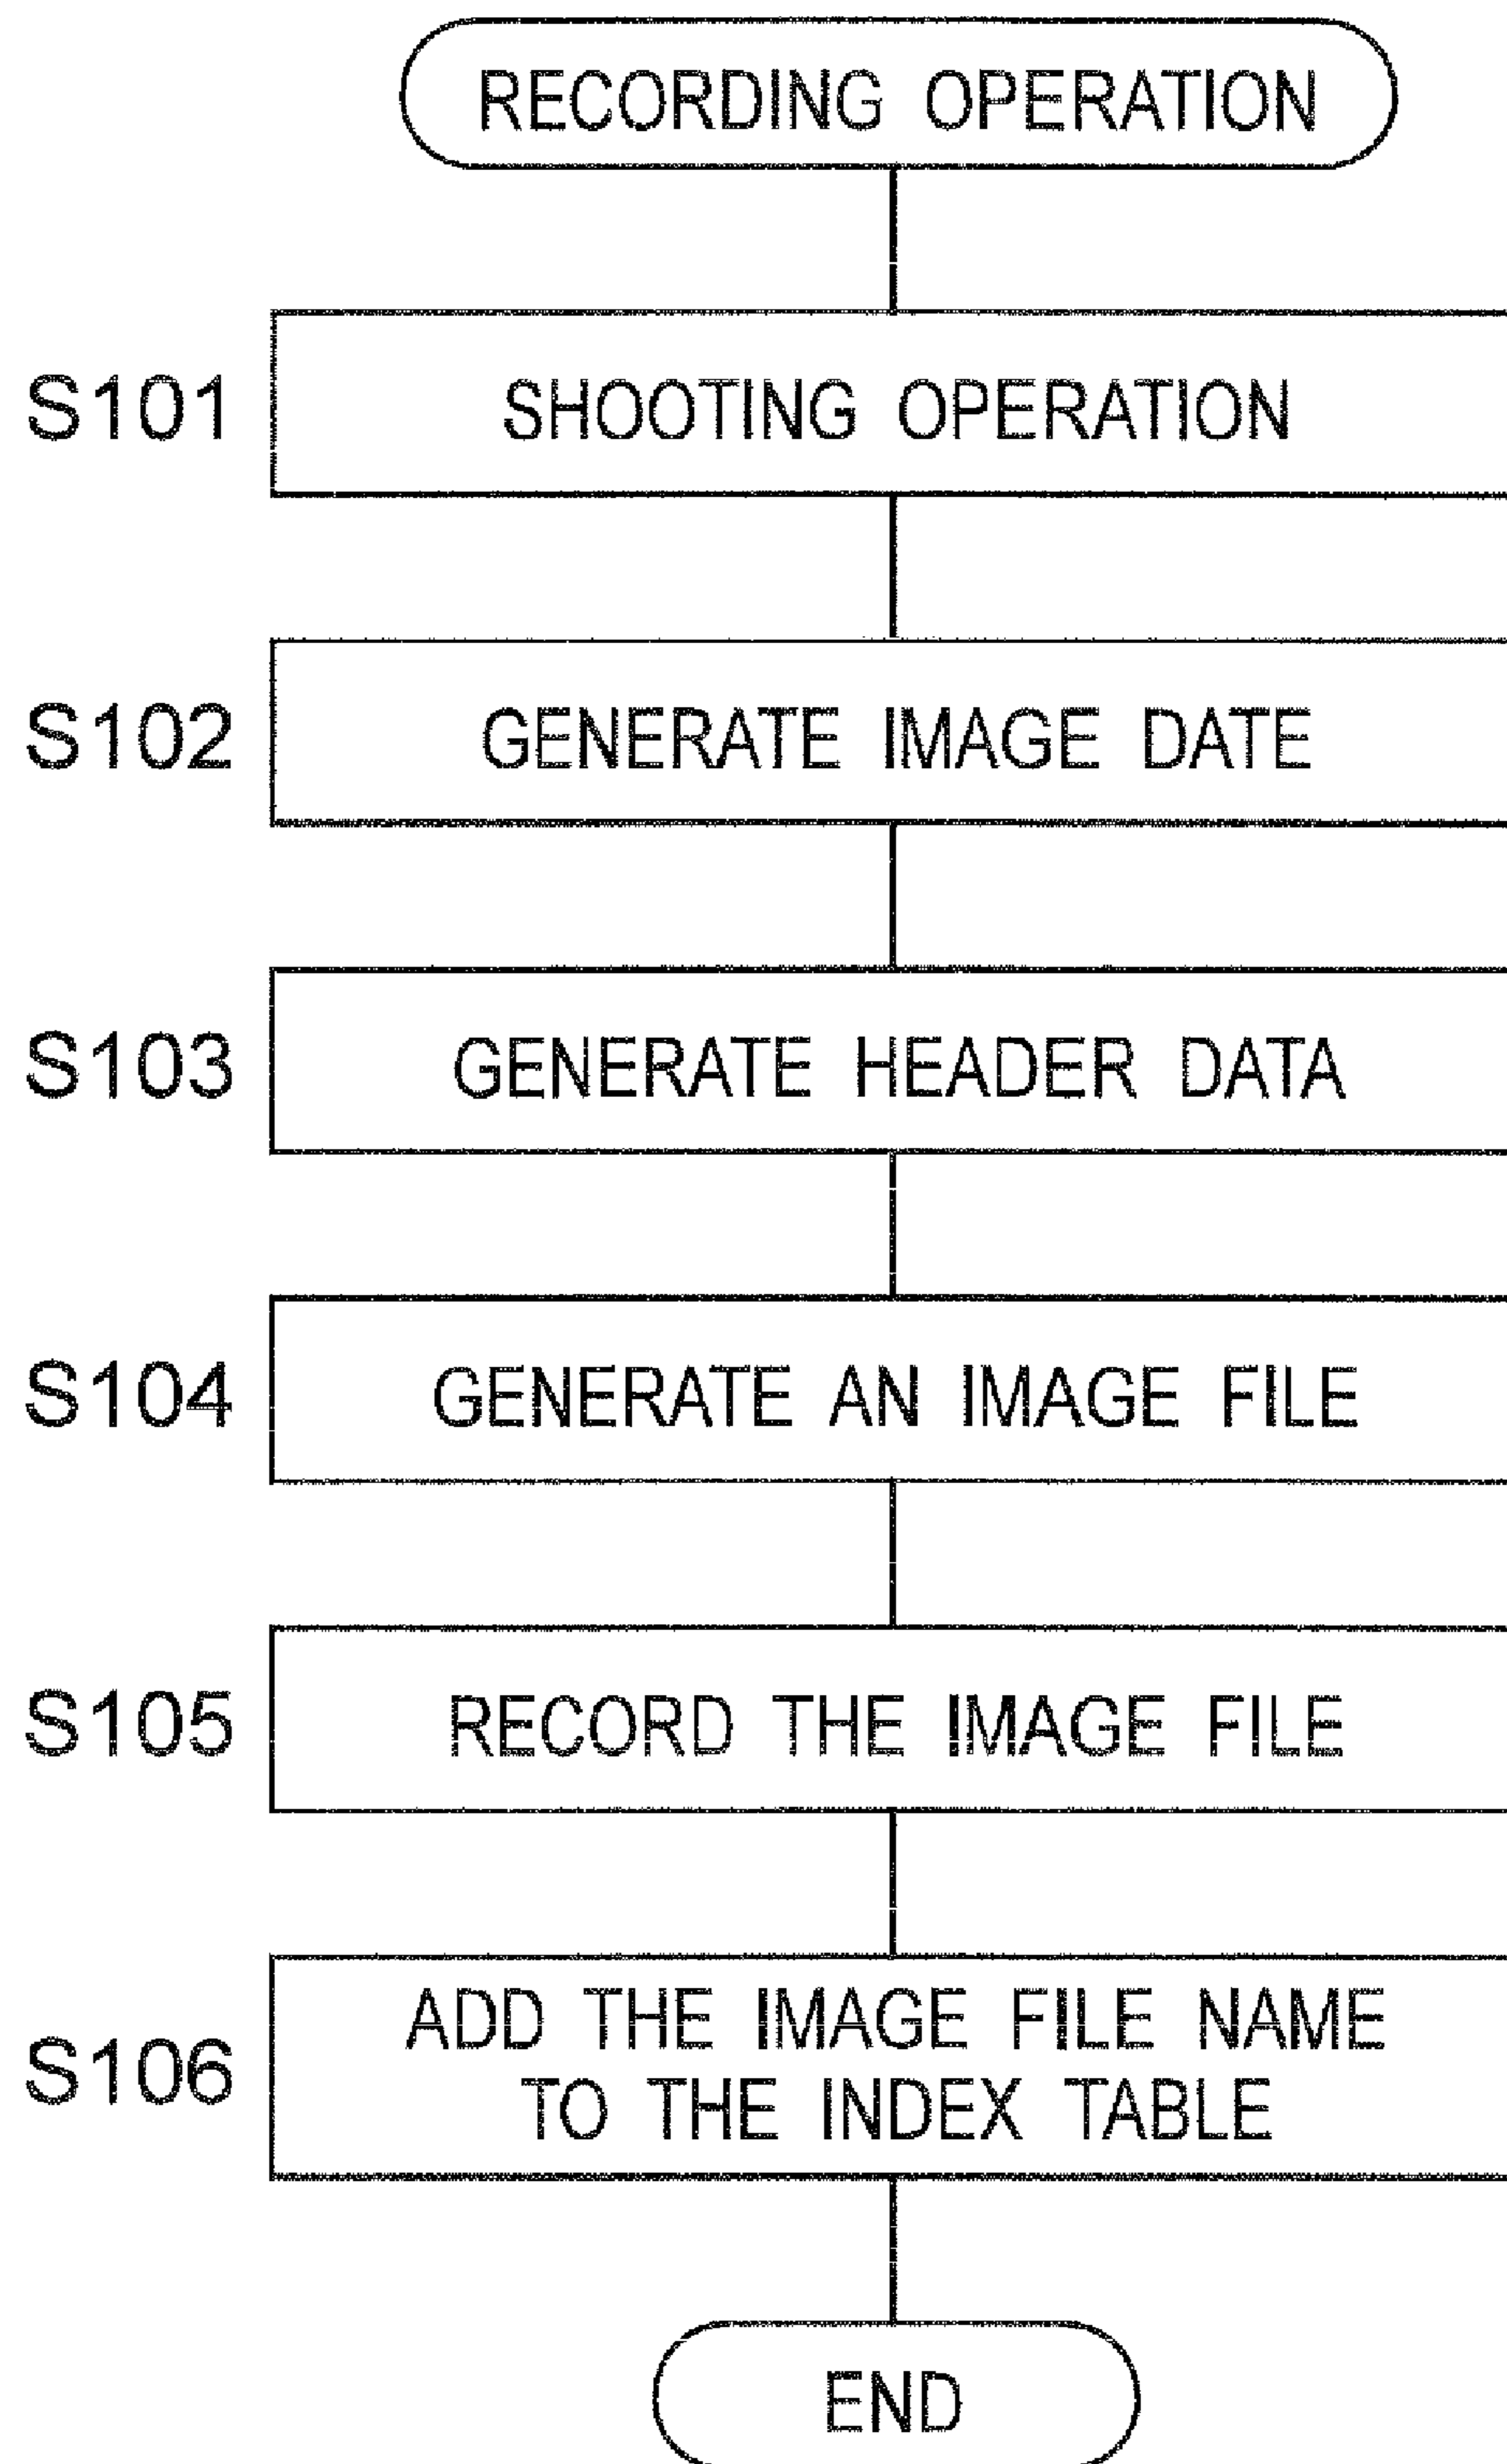 RECORDING OPERATION
S101 SHOOTING OPERATION
S102 GENERATE IMAGE DATE
S103 GENERATE HEADER DATA
S104 GENERATE AN IMAGE FILE
S105 RECORD THE IMAGE FILE
S106 ADD THE IMAGE FILE NAME
TO THE INDEX TABLE
END